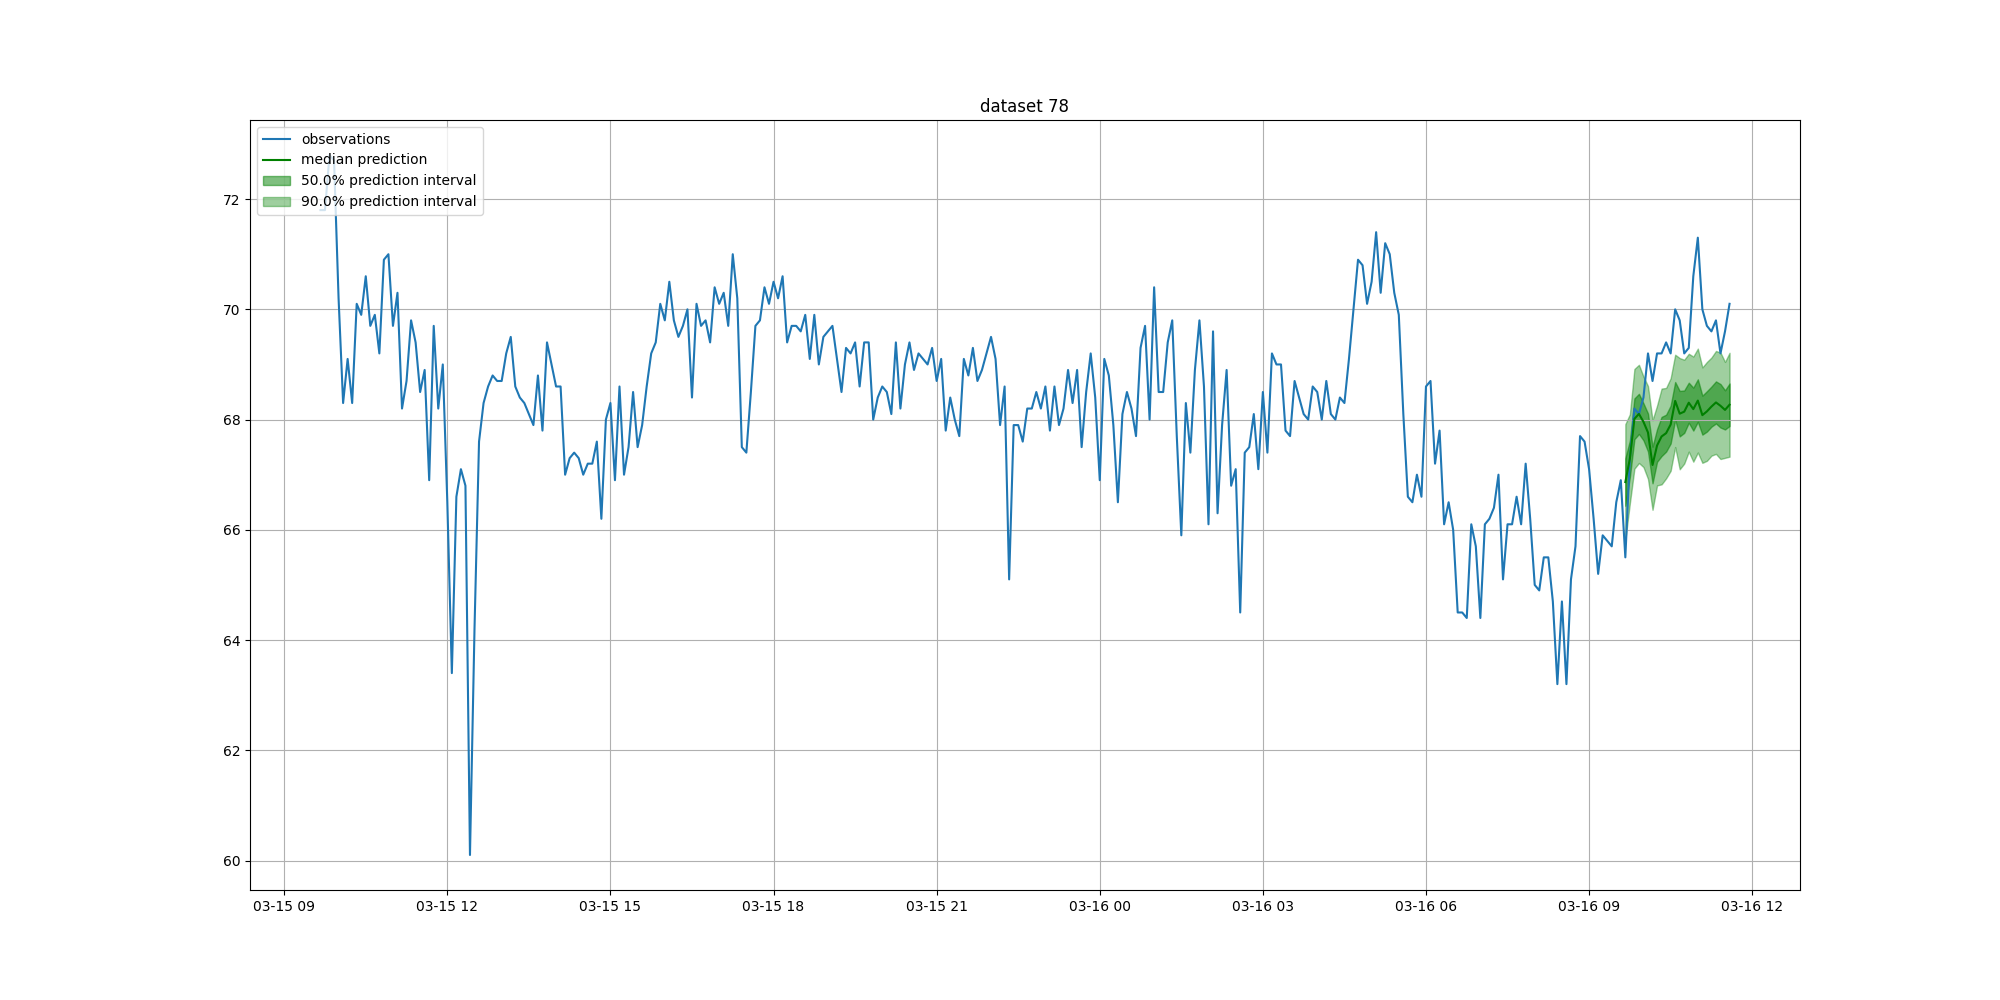 dataset 78
observations
median prediction
50.0% prediction interval
90.0% prediction interval
72
70
68
66
64
62
60
03-15 09 03-15 12 03-15 15 03-15 18 03-15 21 03-16 00 03-16 03 03-16 06 03-16 09 03-16 12